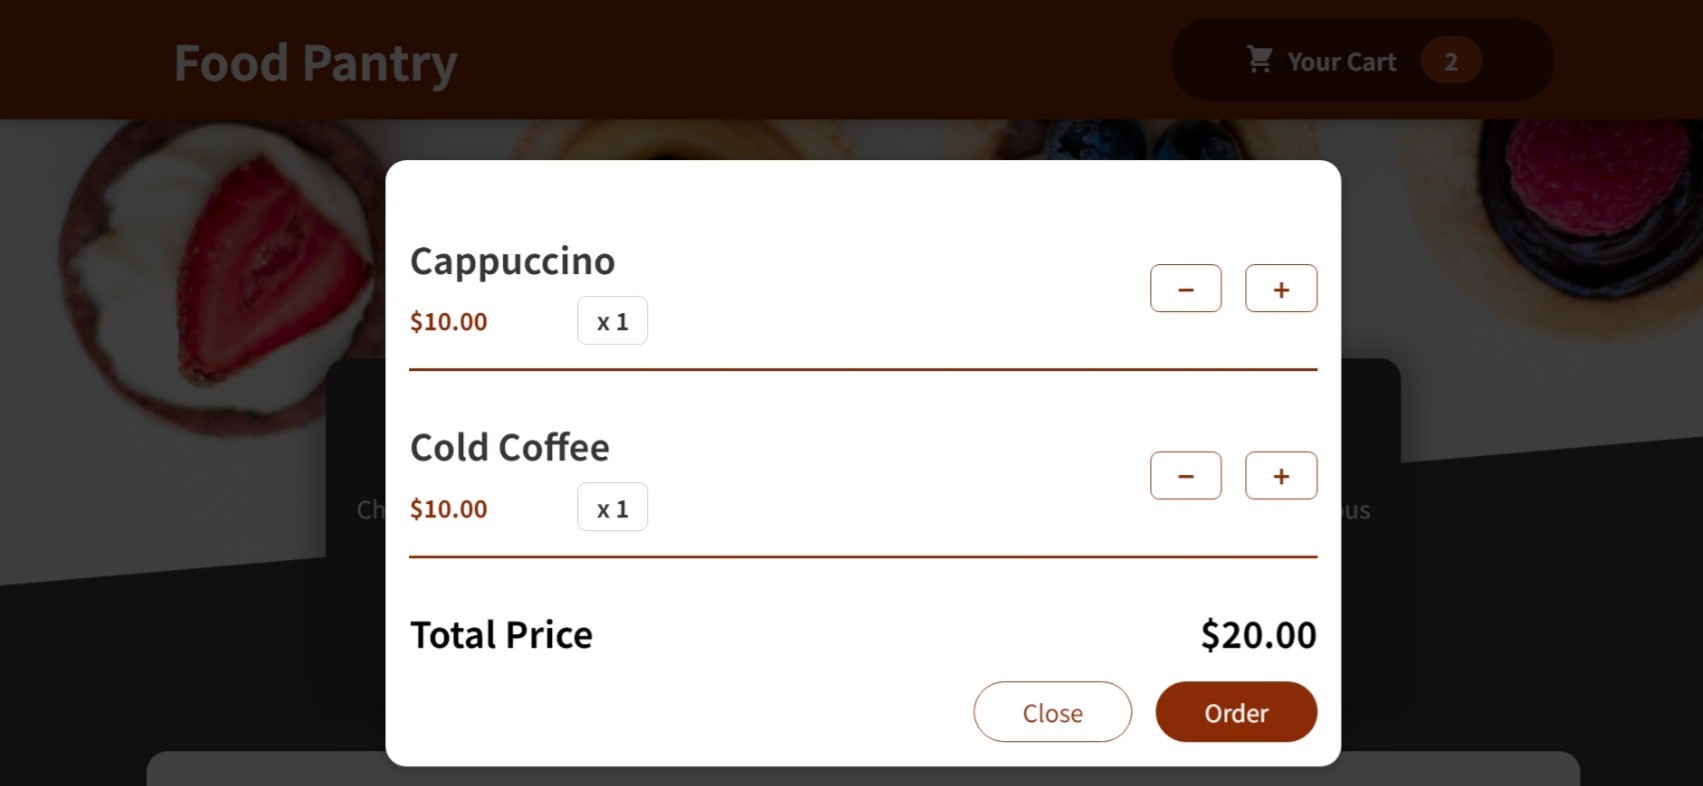 Food Pantry
Your Cart 2
Cappuccino
$10.00 x 1
− +
Cold Coffee
$10.00 x 1
− +
Total Price $20.00
Close Order